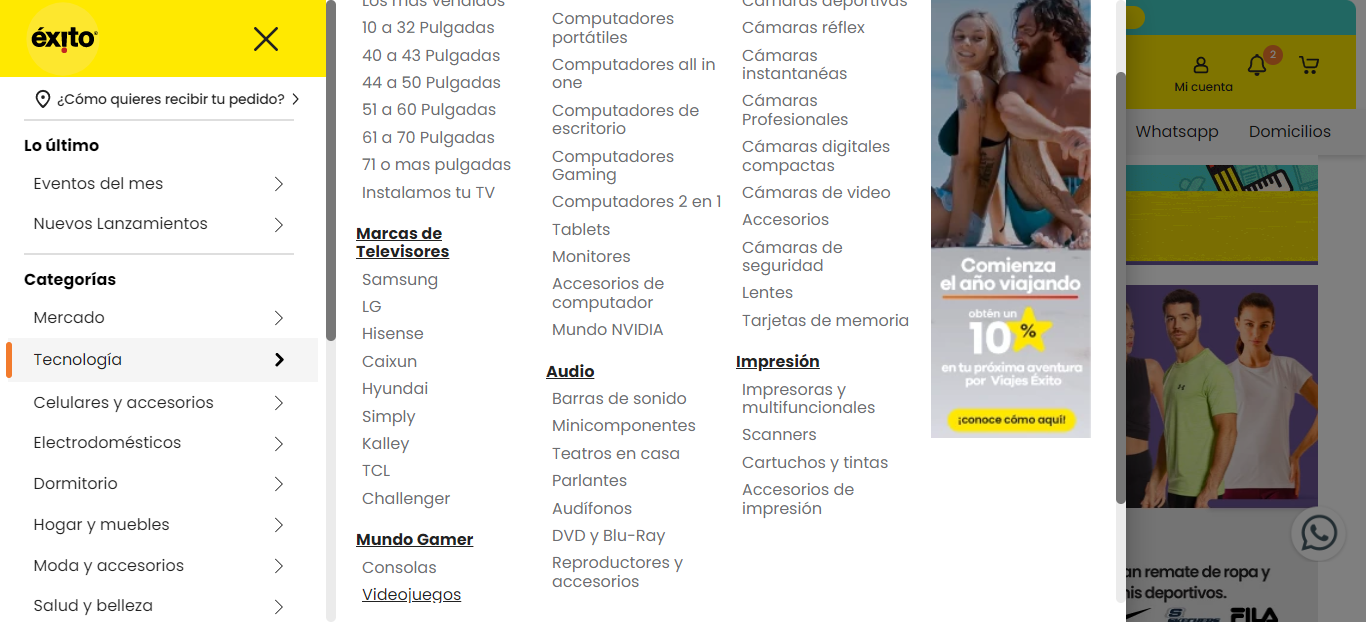 éxito
¿Cómo quieres recibir tu pedido?
Lo último
Eventos del mes
Nuevos Lanzamientos
Categorías
Mercado
Tecnología
Celulares y accesorios
Electrodomésticos
Dormitorio
Hogar y muebles
Moda y accesorios
Salud y belleza
Los más vendidos
10 a 32 Pulgadas
40 a 43 Pulgadas
44 a 50 Pulgadas
51 a 60 Pulgadas
61 a 70 Pulgadas
71 o mas pulgadas
Instalamos tu TV
Marcas de
Televisores
Samsung
LG
Hisense
Caixun
Hyundai
Simply
Kalley
TCL
Challenger
Mundo Gamer
Consolas
Videojuegos
Computadores
portátiles
Computadores all in
one
Computadores de
escritorio
Computadores
Gaming
Computadores 2 en 1
Tablets
Monitores
Accesorios de
computador
Mundo NVIDIA
Audio
Barras de sonido
Minicomponentes
Teatros en casa
Parlantes
Audífonos
DVD y Blu-Ray
Reproductores y
accesorios
Cámaras deportivas
Cámaras réflex
Cámaras
instantanéas
Cámaras
Profesionales
Cámaras digitales
compactas
Cámaras de video
Accesorios
Cámaras de
seguridad
Lentes
Tarjetas de memoria
Impresión
Impresoras y
multifuncionales
Scanners
Cartuchos y tintas
Accesorios de
impresión
Comienza
el año viajando
obtén un
10%
en tu próxima aventura
por Viajes Éxito
¡conoce cómo aquí!
2
Mi cuenta
Whatsapp
Domicilios
an remate de ropa y
nis deportivos.
SKECHERS
FILA